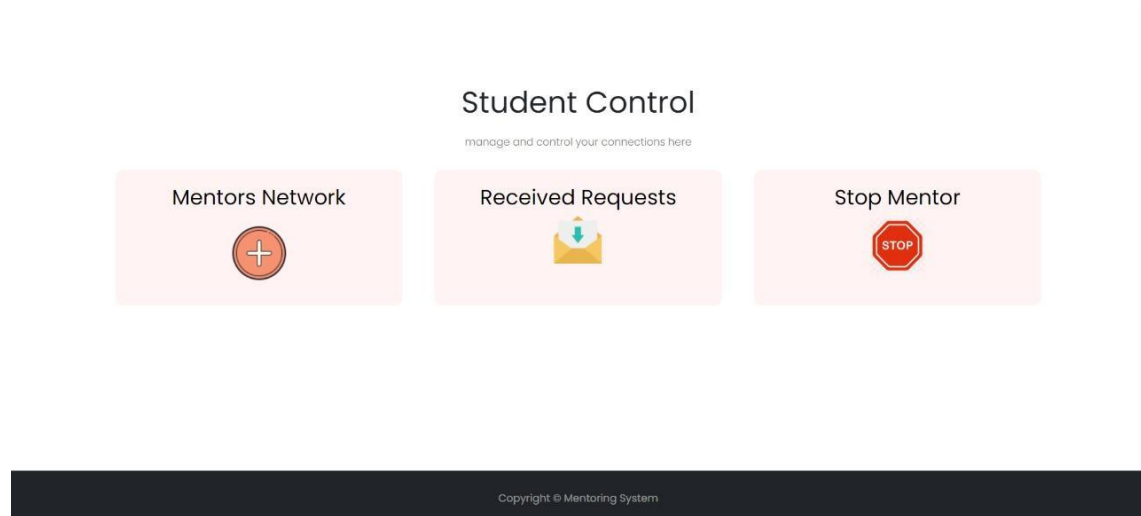 Student Control
manage and control your connections here
Mentors Network
Received Requests
Stop Mentor
STOP
Copyright © Mentoring System